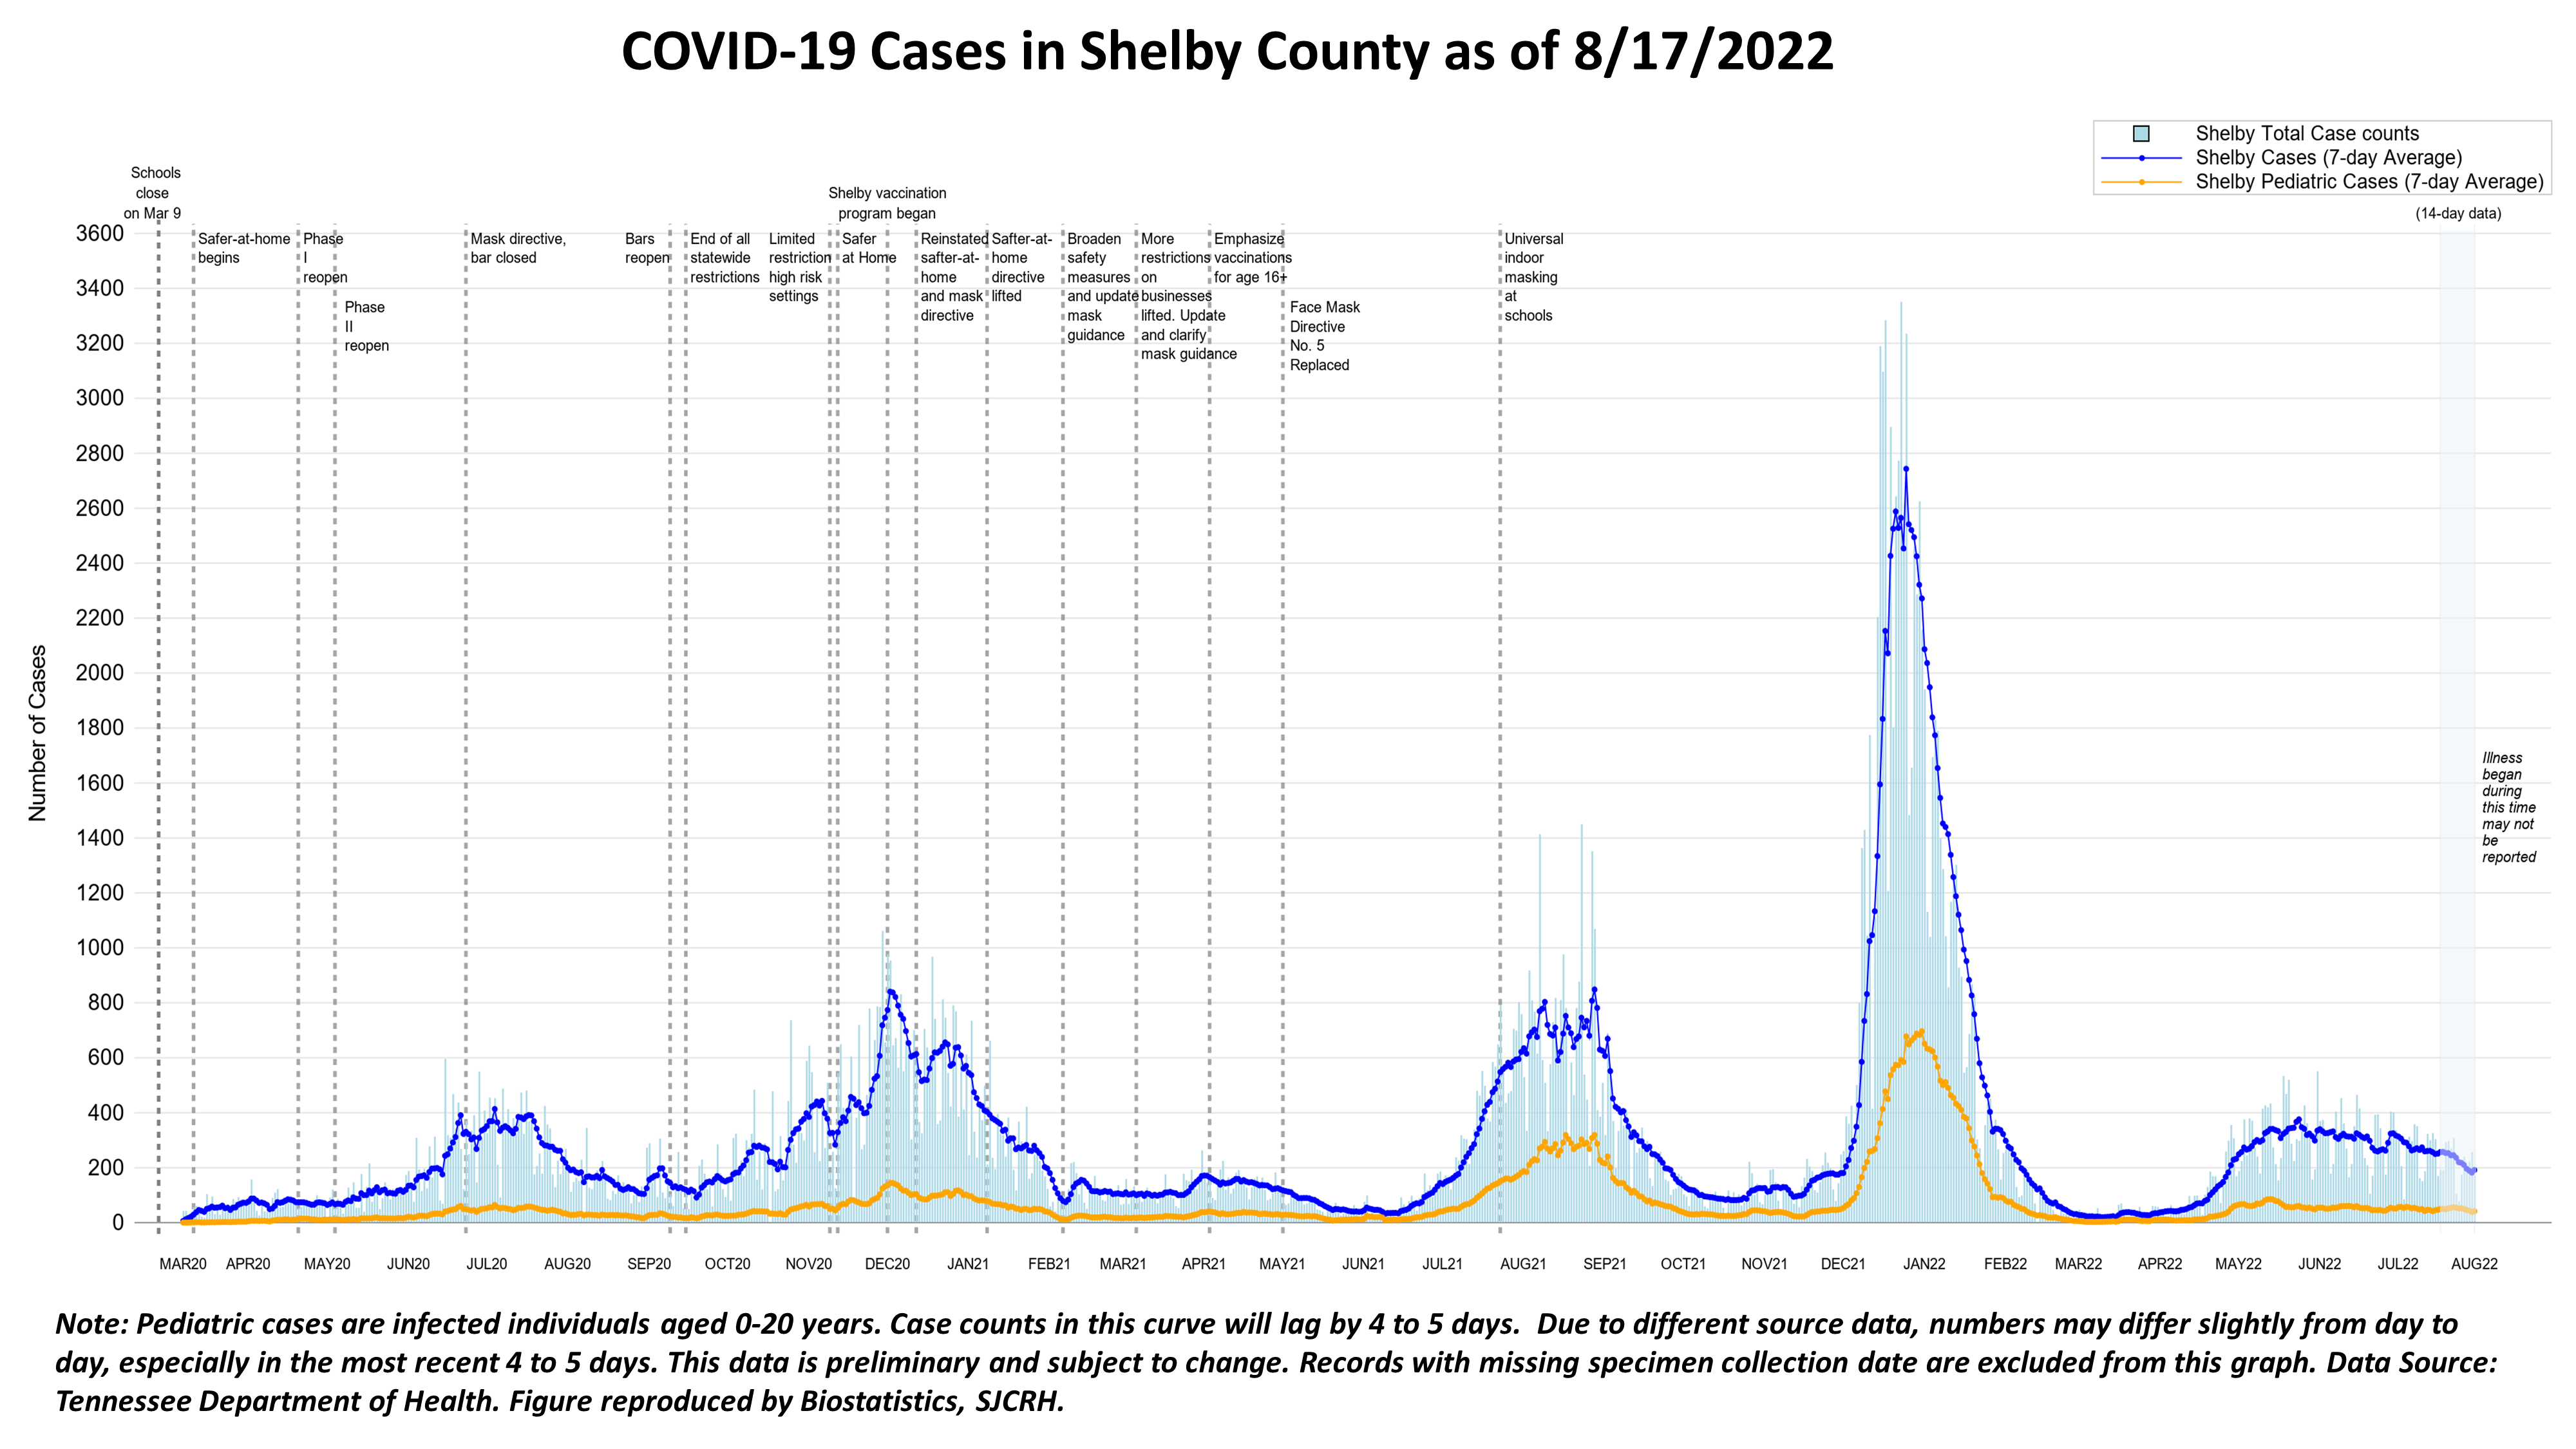 COVID-19 Cases in Shelby County as of 8/17/2022
Shelby Total Case counts
Shelby Cases (7-day Average)
Shelby Pediatric Cases (7-day Average)
(14-day data)
Schools
close
on Mar 9
Shelby vaccination
program began
Safer-at-home
begins
Phase
I
reopen
Phase
II
reopen
Mask directive,
bar closed
Bars
reopen
End of all
statewide
restrictions
Limited
restriction
high risk
settings
Safer
at Home
Reinstated
safter-at-
home
and mask
directive
Safter-at-
home
directive
lifted
Broaden
safety
measures
and update
mask
guidance
More
restrictions
on
businesses
lifted. Update
and clarify
mask guidance
Emphasize
vaccinations
for age 16+
Face Mask
Directive
No. 5
Replaced
Universal
indoor
masking
at
schools
3600
3400
3200
3000
2800
2600
2400
2200
2000
1800
1600
1400
1200
1000
800
600
400
200
0
Number of Cases
Illness
began
during
this time
may not
be
reported
MAR20 APR20 MAY20 JUN20 JUL20 AUG20 SEP20 OCT20 NOV20 DEC20 JAN21 FEB21 MAR21 APR21 MAY21 JUN21 JUL21 AUG21 SEP21 OCT21 NOV21 DEC21 JAN22 FEB22 MAR22 APR22 MAY22 JUN22 JUL22 AUG22
Note: Pediatric cases are infected individuals aged 0-20 years. Case counts in this curve will lag by 4 to 5 days.  Due to different source data, numbers may differ slightly from day to
day, especially in the most recent 4 to 5 days. This data is preliminary and subject to change. Records with missing specimen collection date are excluded from this graph. Data Source:
Tennessee Department of Health. Figure reproduced by Biostatistics, SJCRH.